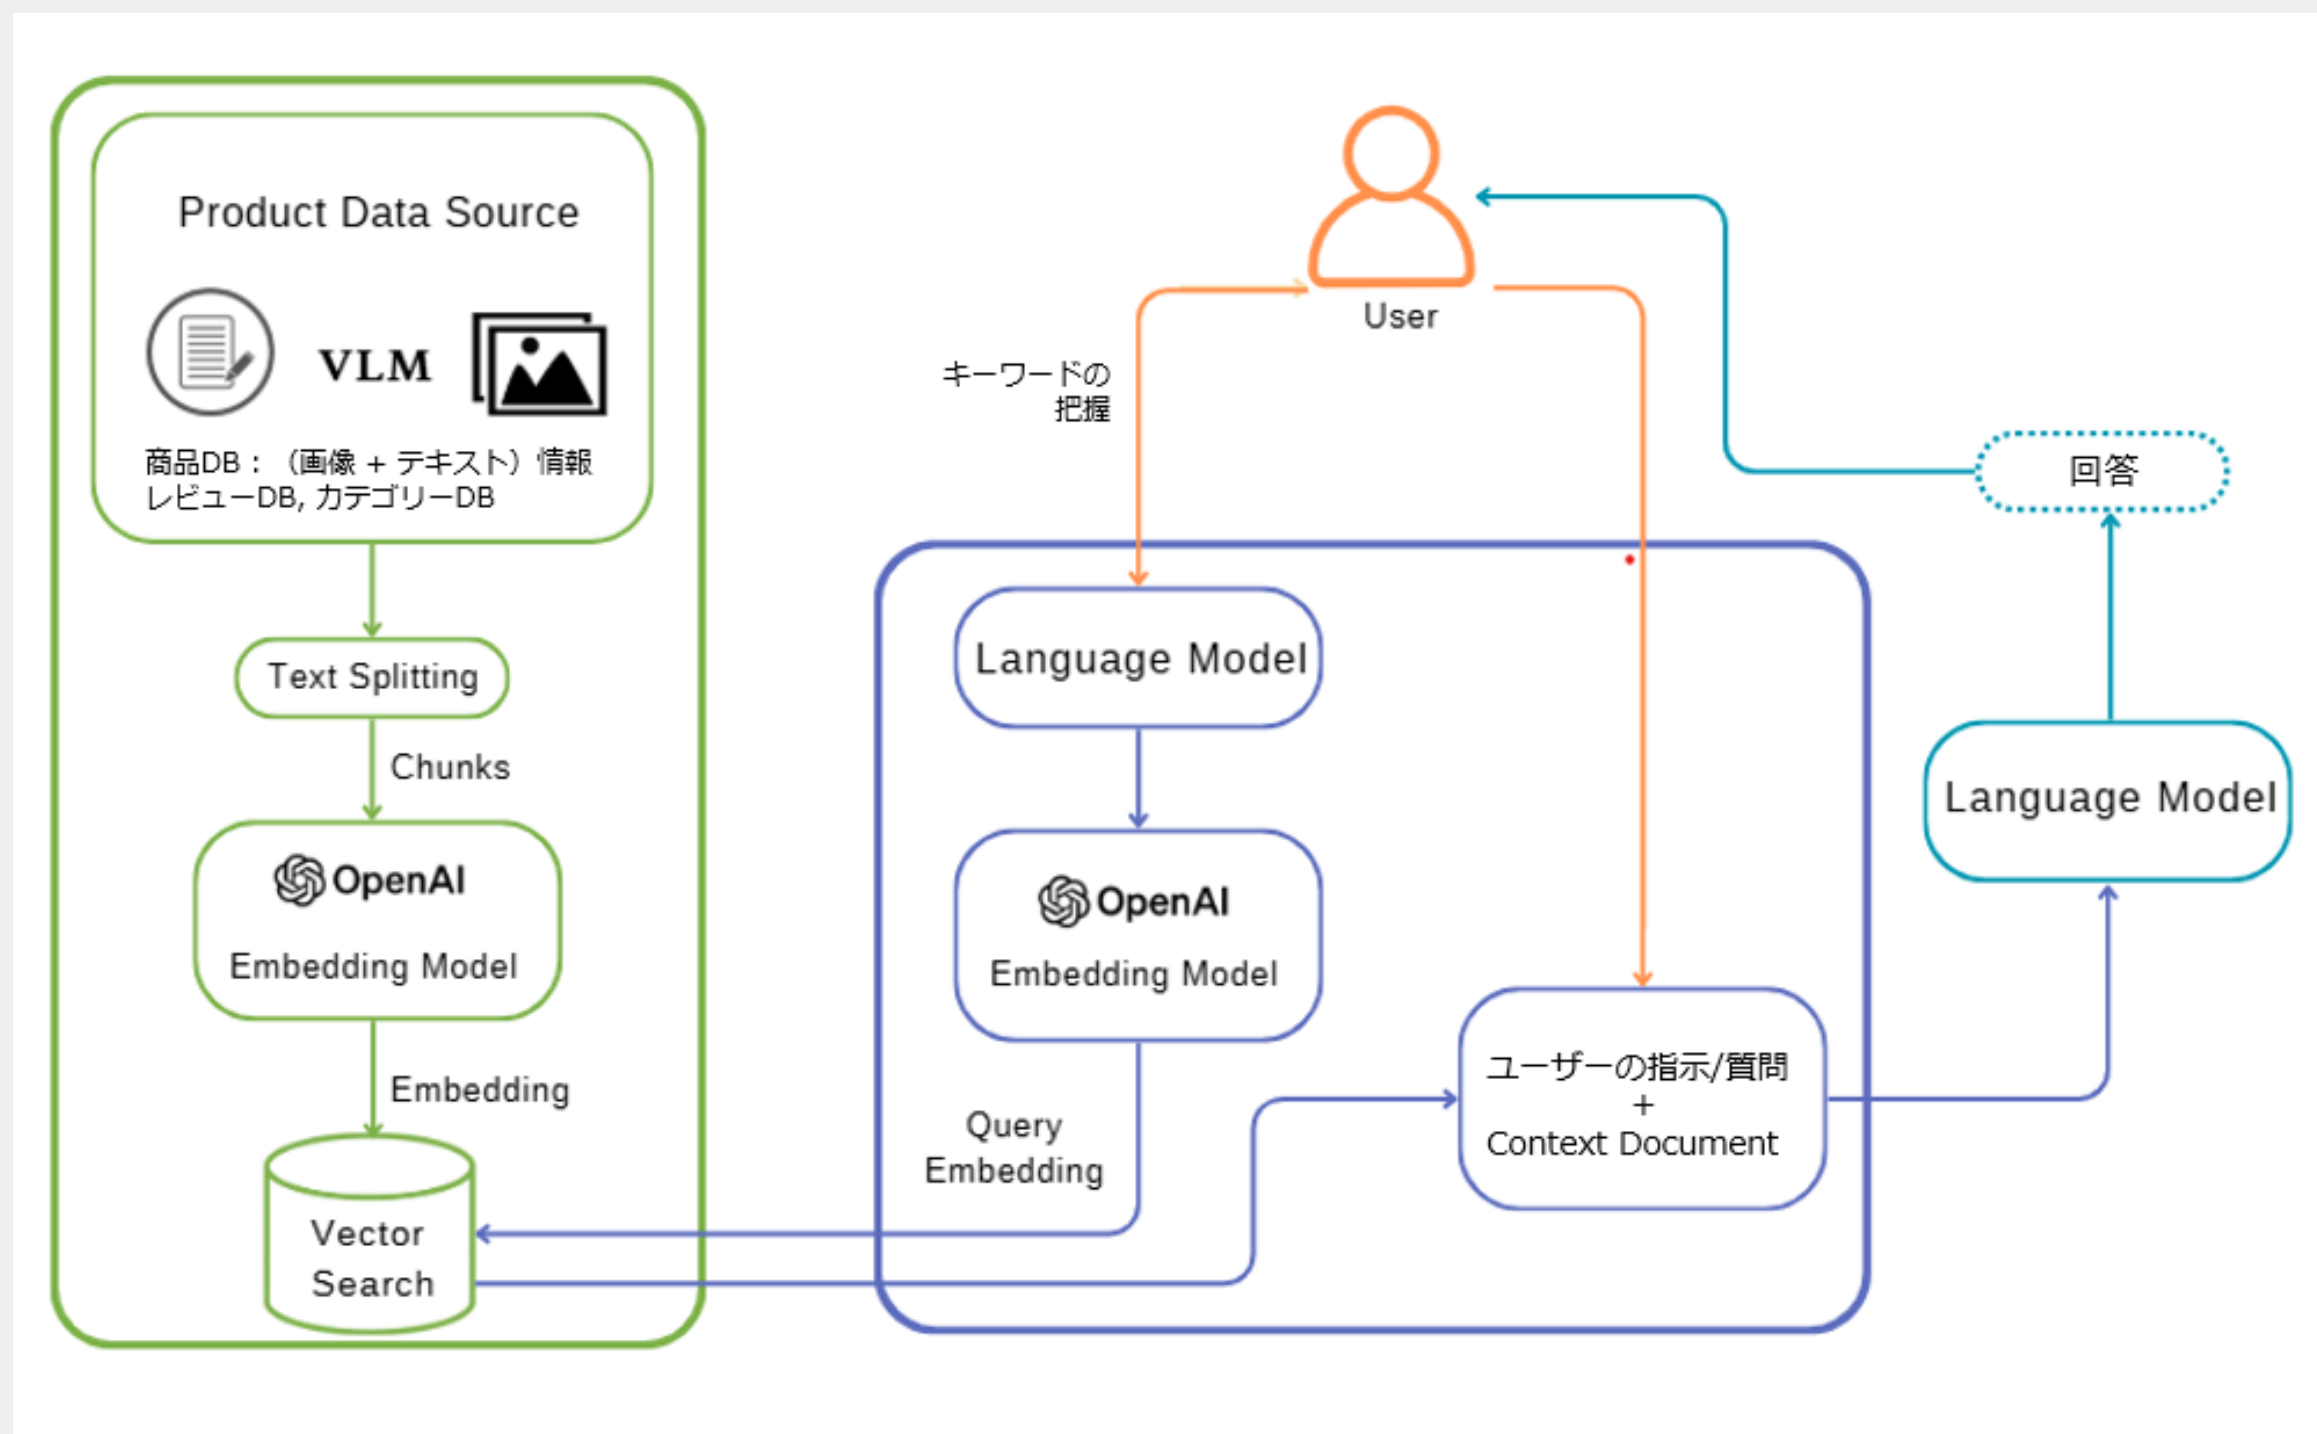 Product Data Source
VLM
商品DB：（画像 + テキスト）情報
レビューDB, カテゴリーDB
Text Splitting
Chunks
OpenAI
Embedding Model
Embedding
Vector
Search
User
キーワードの
把握
Language Model
OpenAI
Embedding Model
Query
Embedding
ユーザーの指示/質問
+
Context Document
回答
Language Model